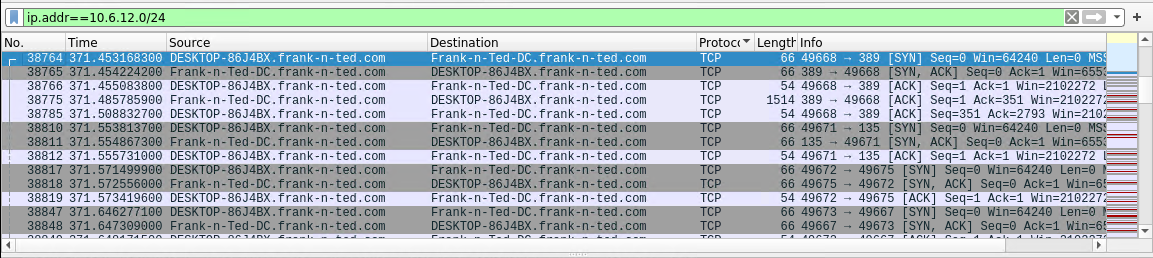 ip.addr==10.6.12.0/24
No. Time Source Destination Protoc Length Info
38764 371.453168300 DESKTOP-86J4BX.frank-n-ted.com Frank-n-Ted-DC.frank-n-ted.com TCP 66 49668 → 389 [SYN] Seq=0 Win=64240 Len=0 MSS
38765 371.454224200 Frank-n-Ted-DC.frank-n-ted.com DESKTOP-86J4BX.frank-n-ted.com TCP 66 389 → 49668 [SYN, ACK] Seq=0 Ack=1 Win=6553
38766 371.455083800 DESKTOP-86J4BX.frank-n-ted.com Frank-n-Ted-DC.frank-n-ted.com TCP 54 49668 → 389 [ACK] Seq=1 Ack=1 Win=2102272 L
38775 371.485785900 Frank-n-Ted-DC.frank-n-ted.com DESKTOP-86J4BX.frank-n-ted.com TCP 1514 389 → 49668 [ACK] Seq=1 Ack=351 Win=2102272
38785 371.508832700 DESKTOP-86J4BX.frank-n-ted.com Frank-n-Ted-DC.frank-n-ted.com TCP 54 49668 → 389 [ACK] Seq=351 Ack=2793 Win=2102
38810 371.553813700 DESKTOP-86J4BX.frank-n-ted.com Frank-n-Ted-DC.frank-n-ted.com TCP 66 49671 → 135 [SYN] Seq=0 Win=64240 Len=0 MSS
38811 371.554867300 Frank-n-Ted-DC.frank-n-ted.com DESKTOP-86J4BX.frank-n-ted.com TCP 66 135 → 49671 [SYN, ACK] Seq=0 Ack=1 Win=6553
38812 371.555731000 DESKTOP-86J4BX.frank-n-ted.com Frank-n-Ted-DC.frank-n-ted.com TCP 54 49671 → 135 [ACK] Seq=1 Ack=1 Win=2102272 L
38817 371.571499900 DESKTOP-86J4BX.frank-n-ted.com Frank-n-Ted-DC.frank-n-ted.com TCP 66 49672 → 49675 [SYN] Seq=0 Win=64240 Len=0 M
38818 371.572556000 Frank-n-Ted-DC.frank-n-ted.com DESKTOP-86J4BX.frank-n-ted.com TCP 66 49675 → 49672 [SYN, ACK] Seq=0 Ack=1 Win=65
38819 371.573419600 DESKTOP-86J4BX.frank-n-ted.com Frank-n-Ted-DC.frank-n-ted.com TCP 54 49672 → 49675 [ACK] Seq=1 Ack=1 Win=2102272
38847 371.646277100 DESKTOP-86J4BX.frank-n-ted.com Frank-n-Ted-DC.frank-n-ted.com TCP 66 49673 → 49667 [SYN] Seq=0 Win=64240 Len=0 M
38848 371.647309000 Frank-n-Ted-DC.frank-n-ted.com DESKTOP-86J4BX.frank-n-ted.com TCP 66 49667 → 49673 [SYN, ACK] Seq=0 Ack=1 Win=65